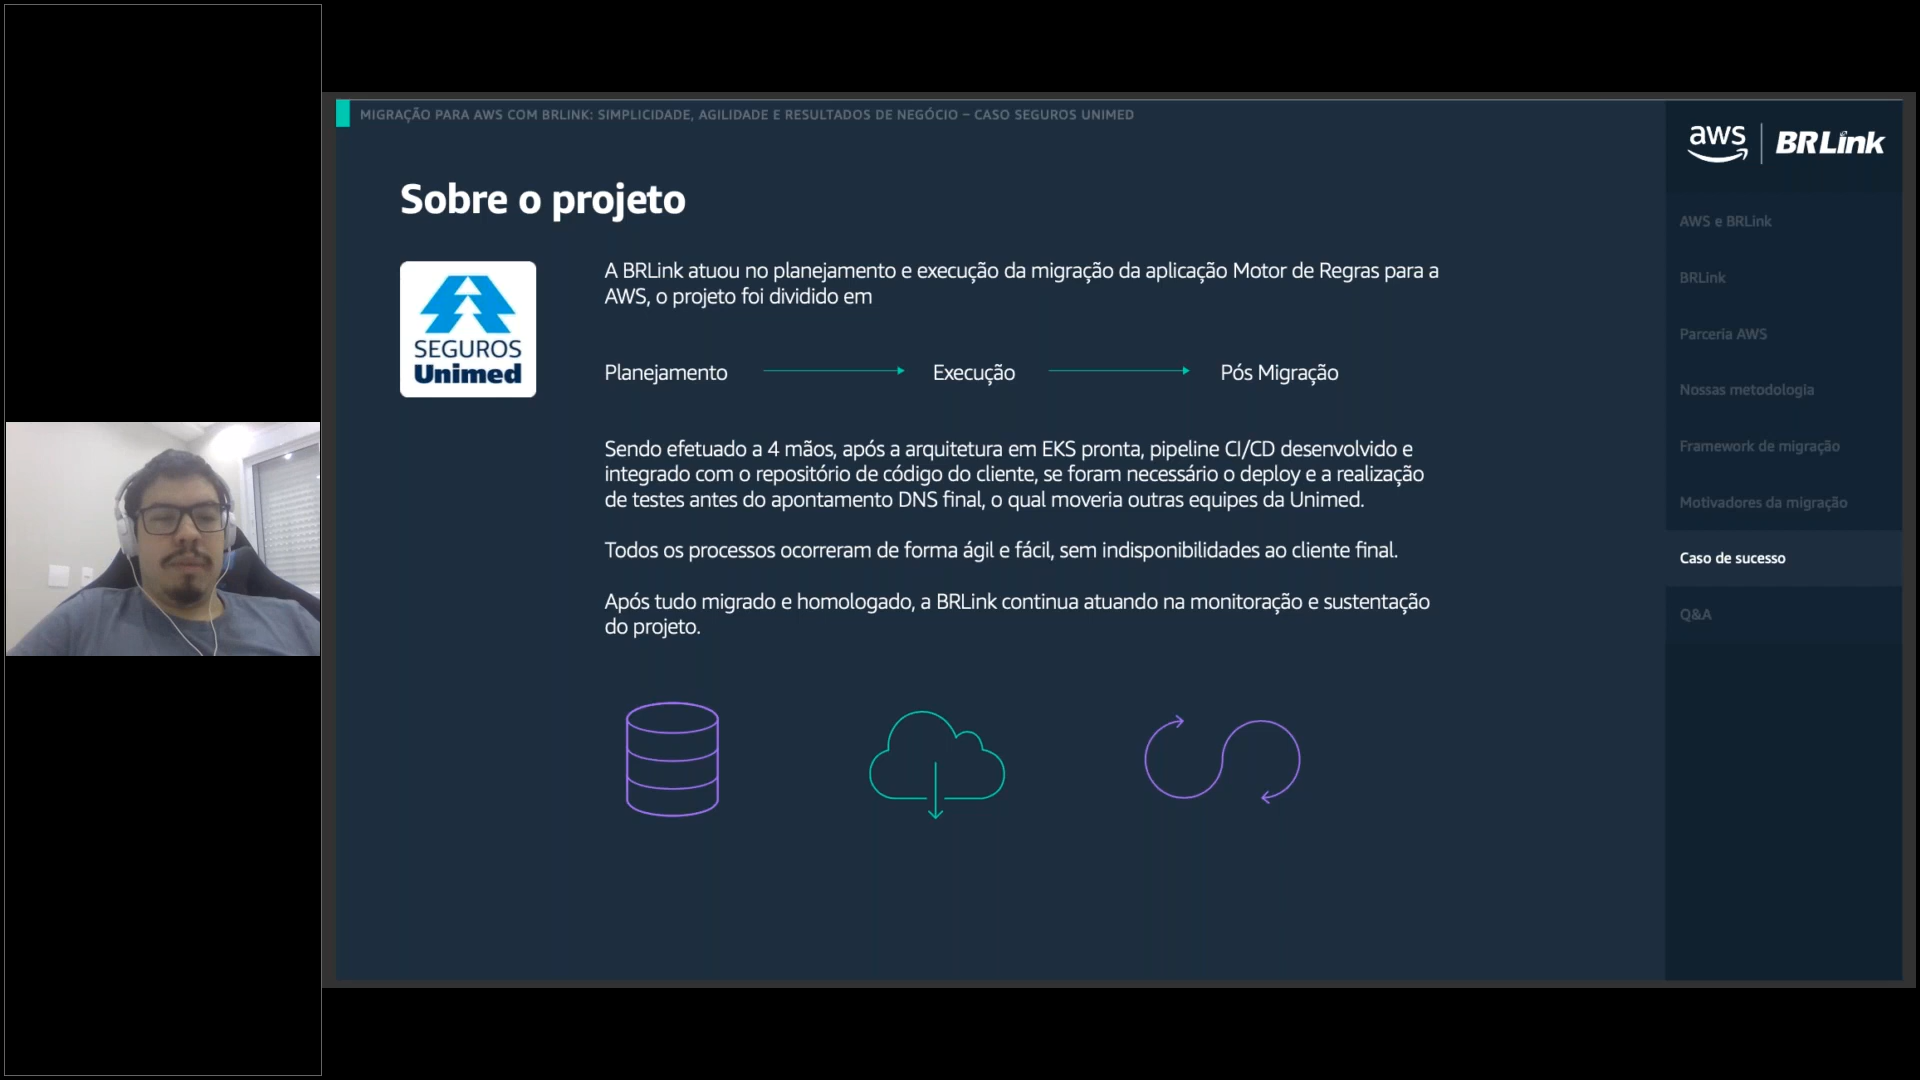 MIGRAÇÃO PARA AWS COM BRLINK: SIMPLICIDADE, AGILIDADE E RESULTADOS DE NEGÓCIO – CASO SEGUROS UNIMED
aws | BRLink
Sobre o projeto
SEGUROS
Unimed
A BRLink atuou no planejamento e execução da migração da aplicação Motor de Regras para a
AWS, o projeto foi dividido em
Planejamento
Execução
Pós Migração
Sendo efetuado a 4 mãos, após a arquitetura em EKS pronta, pipeline CI/CD desenvolvido e
integrado com o repositório de código do cliente, se foram necessário o deploy e a realização
de testes antes do apontamento DNS final, o qual moveria outras equipes da Unimed.
Todos os processos ocorreram de forma ágil e fácil, sem indisponibilidades ao cliente final.
Após tudo migrado e homologado, a BRLink continua atuando na monitoração e sustentação
do projeto.
AWS e BRLink
BRLink
Parceria AWS
Nossas metodologia
Framework de migração
Motivadores da migração
Caso de sucesso
Q&A